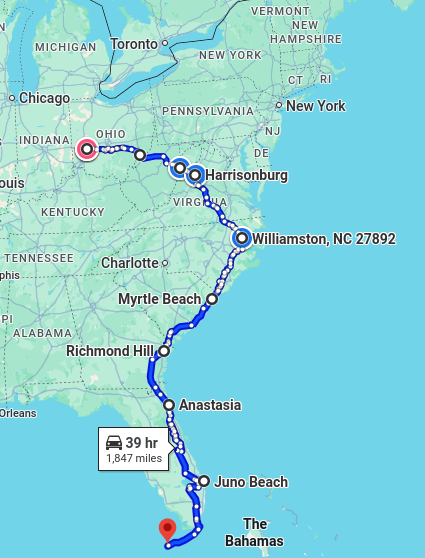 VERMONT
MICHIGAN
Toronto
NEW
HAMPSHIRE
NEW YORK
Chicago
CT
RI
PENNSYLVANIA
New York
OHIO
INDIANA
NJ
DE
ouis
Harrisonburg
KENTUCKY
VIRGINIA
Williamston, NC 27892
TENNESSEE
Charlotte
phis
Myrtle Beach
PI
ALABAMA
Richmond Hill
Anastasia
Orleans
39 hr
1,847 miles
Juno Beach
The
Bahamas